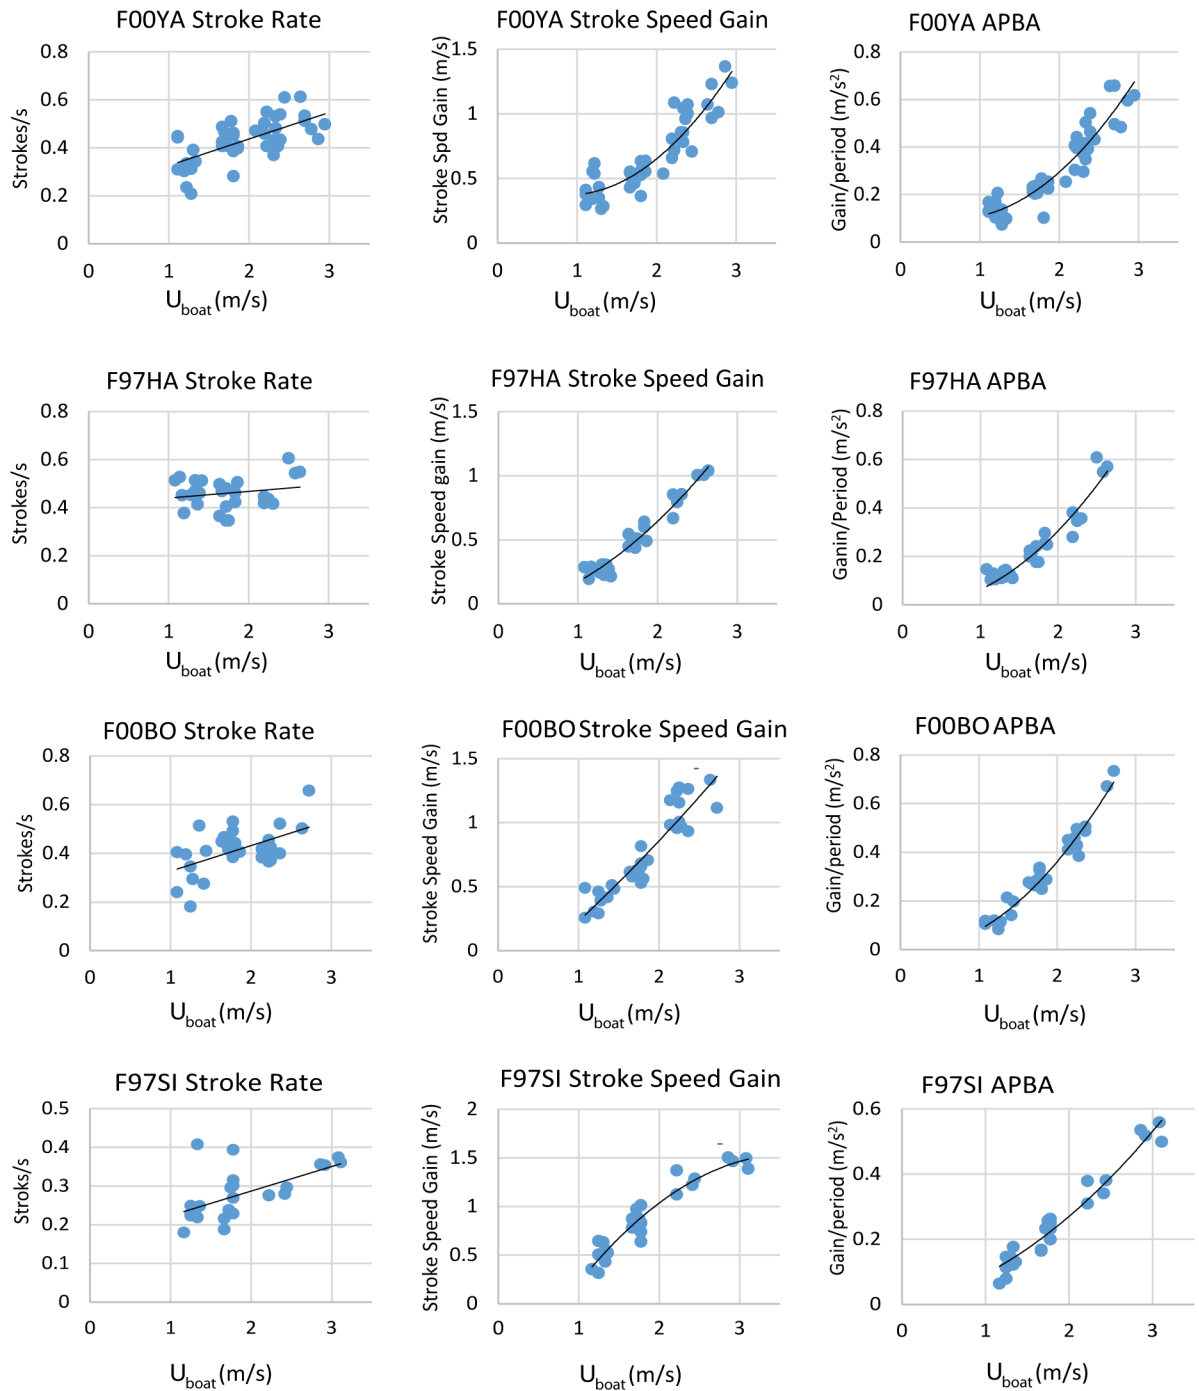 F00YA Stroke Rate
Strokes/s
0.8
0.6
0.4
0.2
0
0 1 2 3
Uboat (m/s)
F00YA Stroke Speed Gain
Stroke Spd Gain (m/s)
1.5
1
0.5
0
0 1 2 3
Uboat (m/s)
F00YA APBA
Gain/period (m/s²)
0.8
0.6
0.4
0.2
0
0 1 2 3
Uboat (m/s)
F97HA Stroke Rate
Strokes/s
0.8
0.6
0.4
0.2
0
0 1 2 3
Uboat (m/s)
F97HA Stroke Speed Gain
Stroke Speed gain (m/s)
1.5
1
0.5
0
0 1 2 3
Uboat (m/s)
F97HA APBA
Ganin/Period (m/s²)
0.8
0.6
0.4
0.2
0
0 1 2 3
Uboat (m/s)
F00BO Stroke Rate
Strokes/s
0.8
0.6
0.4
0.2
0
0 1 2 3
Uboat (m/s)
F00BO Stroke Speed Gain
Stroke Speed Gain (m/s)
1.5
1
0.5
0
0 1 2 3
Uboat (m/s)
F00BO APBA
Gain/period (m/s²)
0.8
0.6
0.4
0.2
0
0 1 2 3
Uboat (m/s)
F97SI Stroke Rate
Stroks/s
0.5
0.4
0.3
0.2
0.1
0
0 1 2 3
Uboat (m/s)
F97SI Stroke Speed Gain
Stroke Speed Gain (m/s)
2
1.5
1
0.5
0
0 1 2 3
Uboat (m/s)
F97SI APBA
Gain/period (m/s²)
0.6
0.4
0.2
0
0 1 2 3
Uboat (m/s)